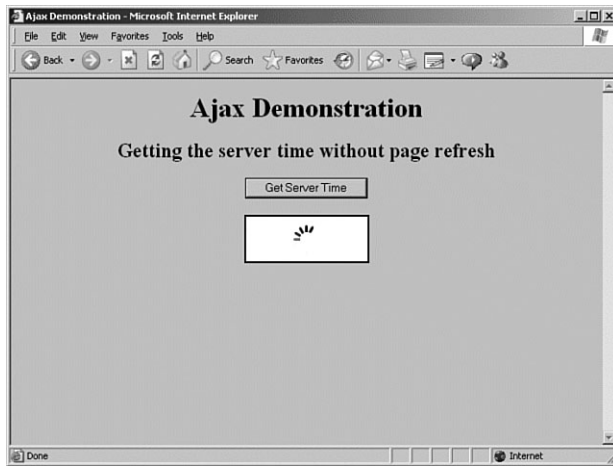 Ajax Demonstration - Microsoft Internet Explorer
File Edit View Favorites Tools Help
Back Search Favorites
Ajax Demonstration
Getting the server time without page refresh
Get Server Time
Done Internet